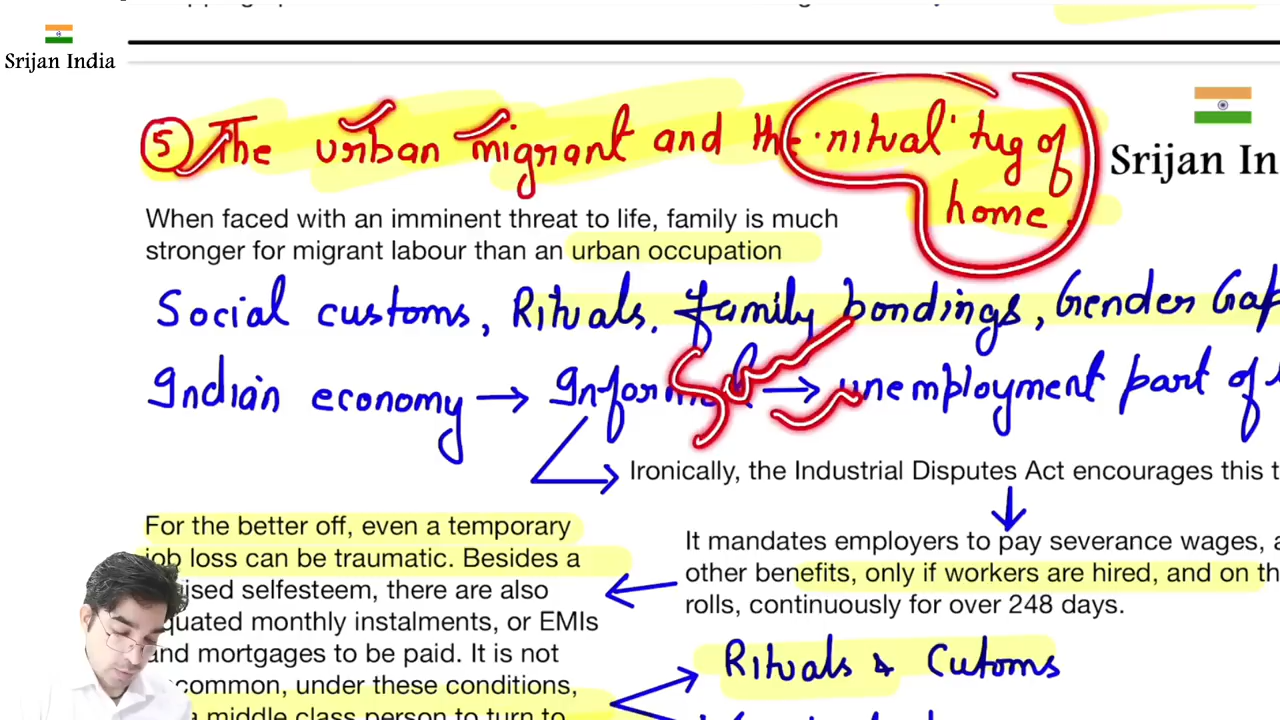 Srijan India
⑤ The urban migrant and the 'ritual' tug of
home.
Srijan In
When faced with an imminent threat to life, family is much
stronger for migrant labour than an urban occupation
Social customs, Rituals, family bondings, Gender Gap
Indian economy → Informal → unemployment part of
Ironically, the Industrial Disputes Act encourages this t
For the better off, even a temporary
job loss can be traumatic. Besides a
selfesteem, there are also
quated monthly instalments, or EMIs
and mortgages to be paid. It is not
common, under these conditions,
a middle class person to turn to
It mandates employers to pay severance wages, a
other benefits, only if workers are hired, and on th
rolls, continuously for over 248 days.
Rituals & Cutoms